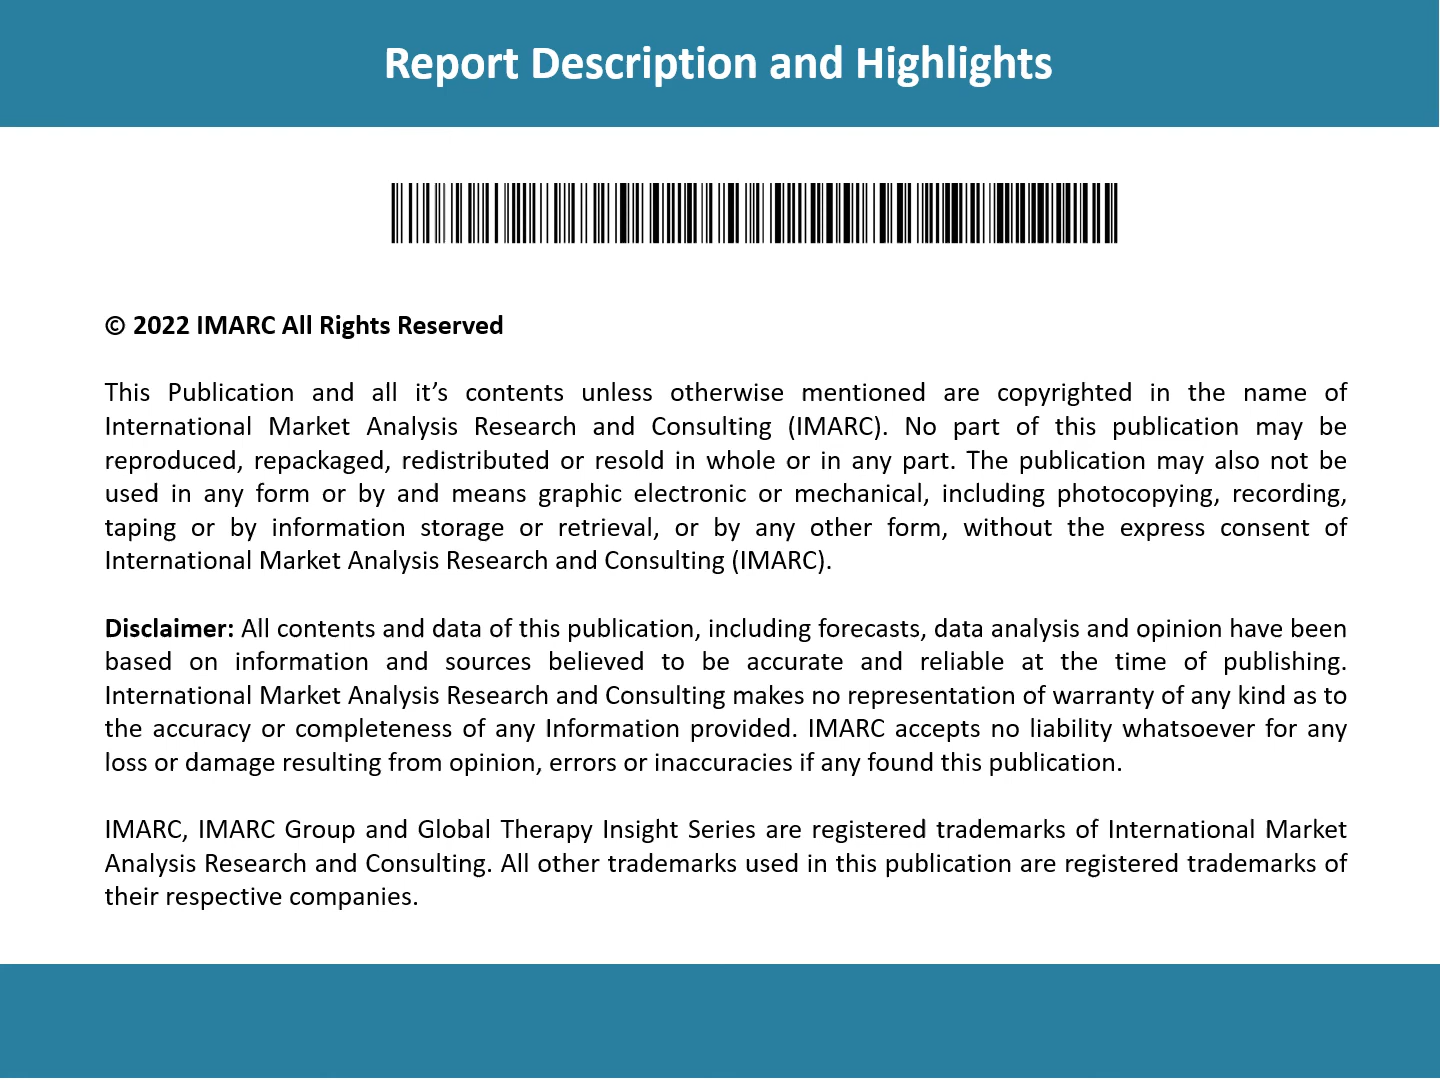 Report Description and Highlights
© 2022 IMARC All Rights Reserved
This Publication and all it’s contents unless otherwise mentioned are copyrighted in the name of
International Market Analysis Research and Consulting (IMARC). No part of this publication may be
reproduced, repackaged, redistributed or resold in whole or in any part. The publication may also not be
used in any form or by and means graphic electronic or mechanical, including photocopying, recording,
taping or by information storage or retrieval, or by any other form, without the express consent of
International Market Analysis Research and Consulting (IMARC).
Disclaimer: All contents and data of this publication, including forecasts, data analysis and opinion have been
based on information and sources believed to be accurate and reliable at the time of publishing.
International Market Analysis Research and Consulting makes no representation of warranty of any kind as to
the accuracy or completeness of any Information provided. IMARC accepts no liability whatsoever for any
loss or damage resulting from opinion, errors or inaccuracies if any found this publication.
IMARC, IMARC Group and Global Therapy Insight Series are registered trademarks of International Market
Analysis Research and Consulting. All other trademarks used in this publication are registered trademarks of
their respective companies.